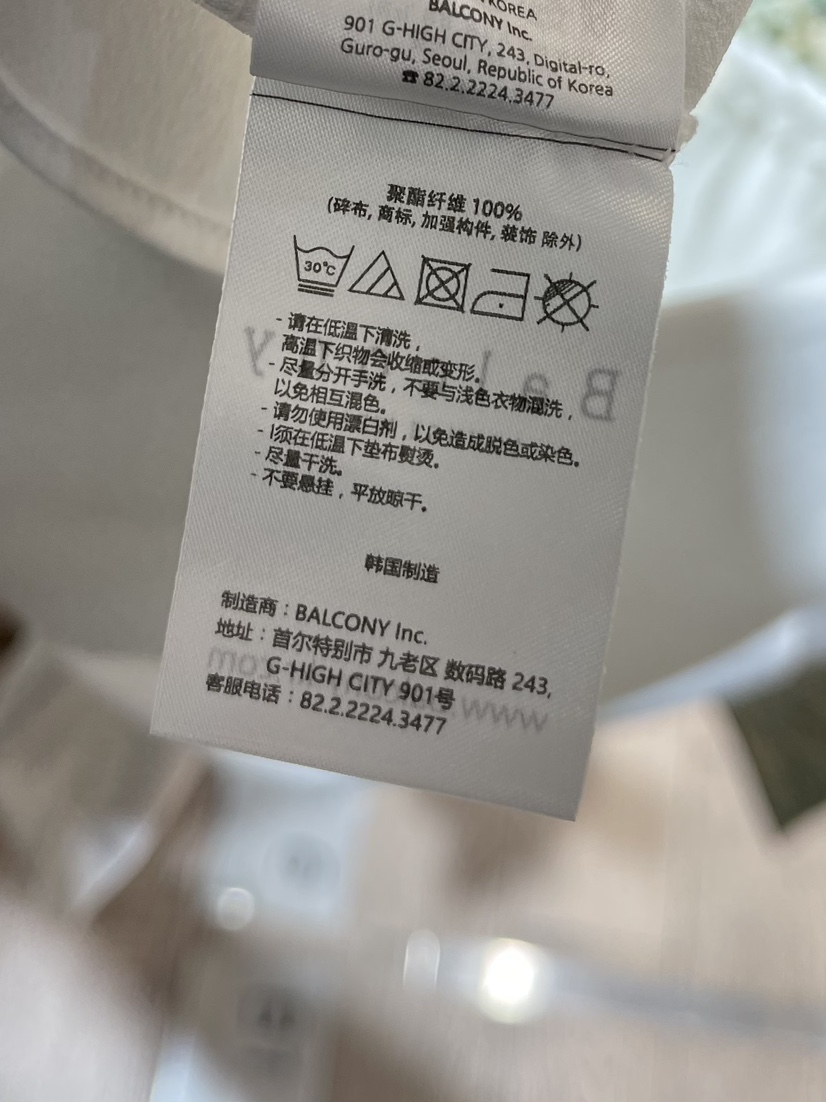 KOREA
BALCONY Inc.
901 G-HIGH CITY, 243, Digital-ro,
Guro-gu, Seoul, Republic of Korea
☎ 82.2.2224.3477
聚酯纤维 100%
(碎布, 商标, 加强构件, 装饰 除外)
30℃
- 请在低温下清洗,
高温下织物会收缩或变形。
- 尽量分开手洗, 不要与浅色衣物混洗,
以免相互混色。
- 请勿使用漂白剂, 以免造成脱色或染色。
- 必须在低温下垫布熨烫。
- 尽量干洗。
- 不要悬挂, 平放晾干。
韩国制造
制造商 : BALCONY Inc.
地址 : 首尔特别市 九老区 数码路 243,
G-HIGH CITY 901号
客服电话 : 82.2.2224.3477